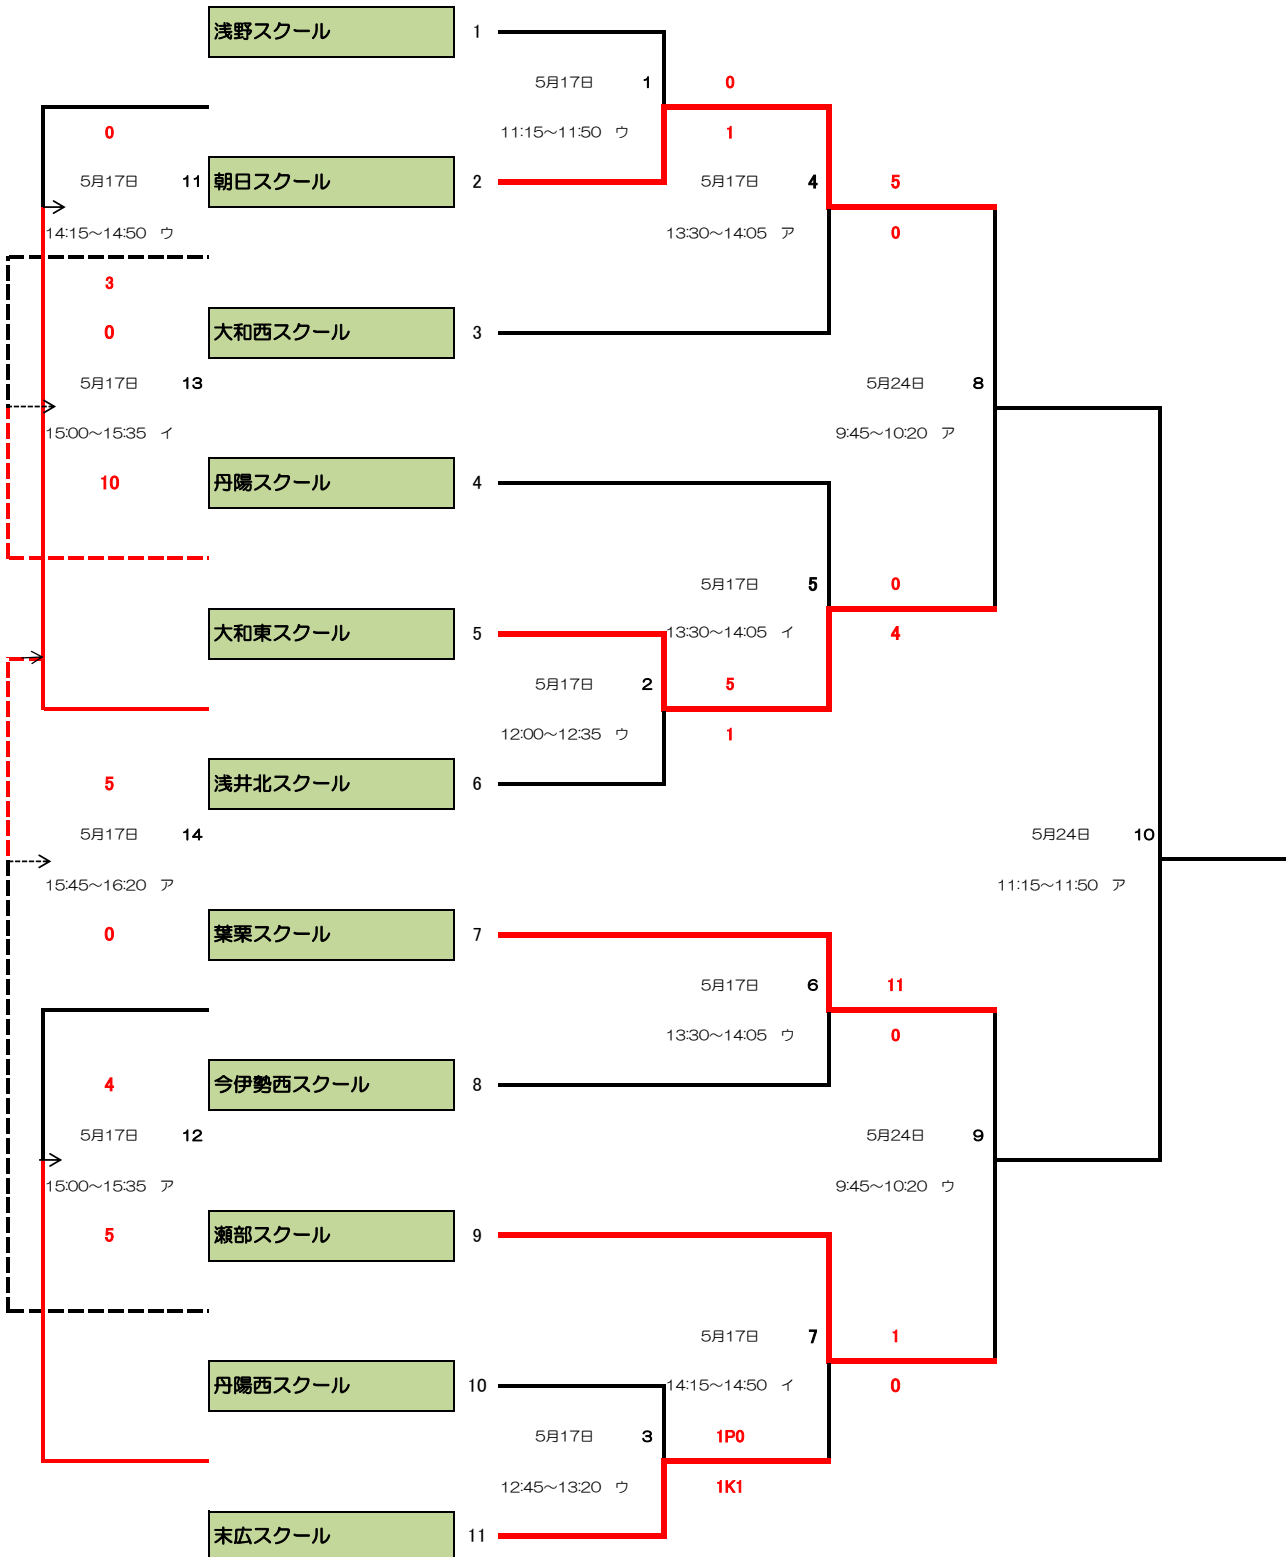 浅野スクール 1
5月17日 1 0
0 11:15～11:50 ウ 1
5月17日 11 朝日スクール 2 5月17日 4 5
14:15～14:50 ウ 13:30～14:05 ア 0
3
0 大和西スクール 3
5月17日 13 5月24日 8
15:00～15:35 イ 9:45～10:20 ア
10 丹陽スクール 4
5月17日 5 0
大和東スクール 5 13:30～14:05 イ 4
5月17日 2 5
12:00～12:35 ウ 1
5 浅井北スクール 6
5月17日 14 5月24日 10
15:45～16:20 ア 11:15～11:50 ア
0 葉栗スクール 7
5月17日 6 11
13:30～14:05 ウ 0
4 今伊勢西スクール 8
5月17日 12 5月24日 9
15:00～15:35 ア 9:45～10:20 ウ
5 瀬部スクール 9
5月17日 7 1
丹陽西スクール 10 14:15～14:50 イ 0
5月17日 3 1P0
12:45～13:20 ウ 1K1
末広スクール 11